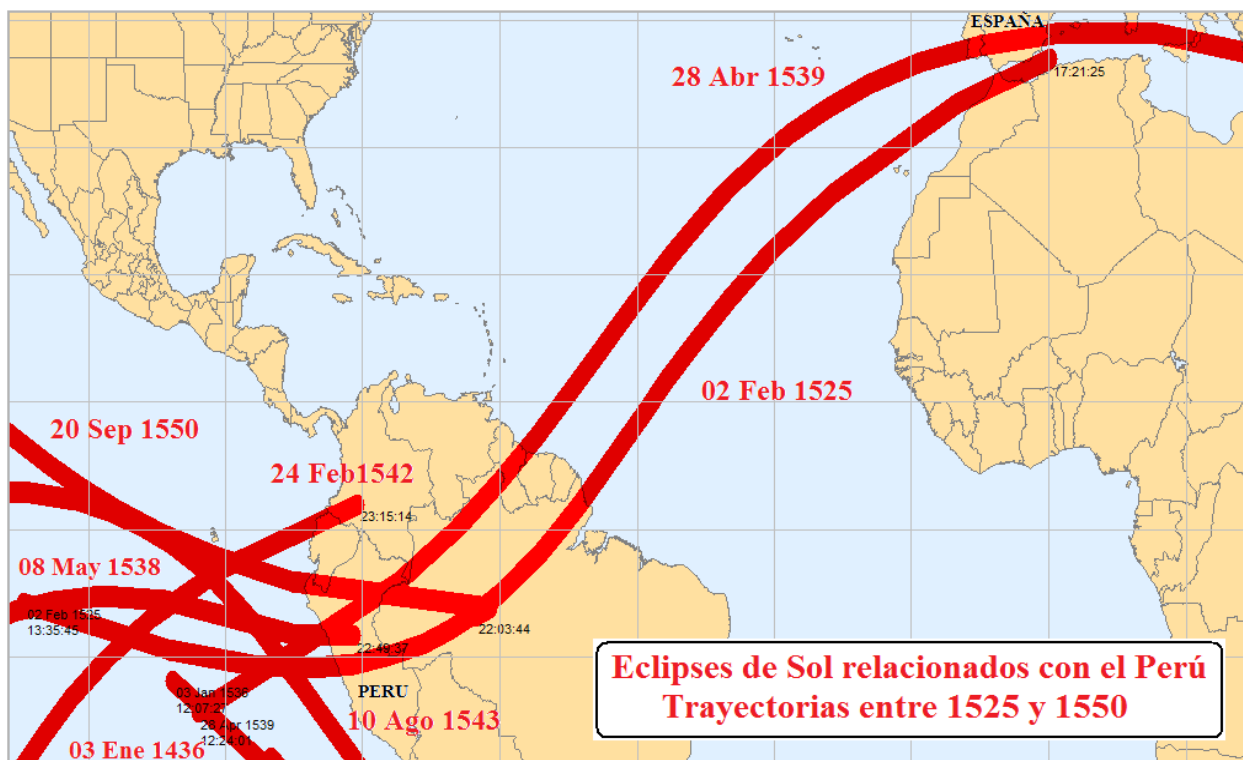 ESPAÑA
28 Abr 1539
17:21:25
02 Feb 1525
20 Sep 1550
24 Feb1542
23:15:14
08 May 1538
02 Feb 1525
13:35:45
22:03:44
22:49:37
Eclipses de Sol relacionados con el Perú
Trayectorias entre 1525 y 1550
03 Jan 1536
12:07:27
PERU
10 Ago 1543
28 Apr 1539
12:24:01
03 Ene 1436